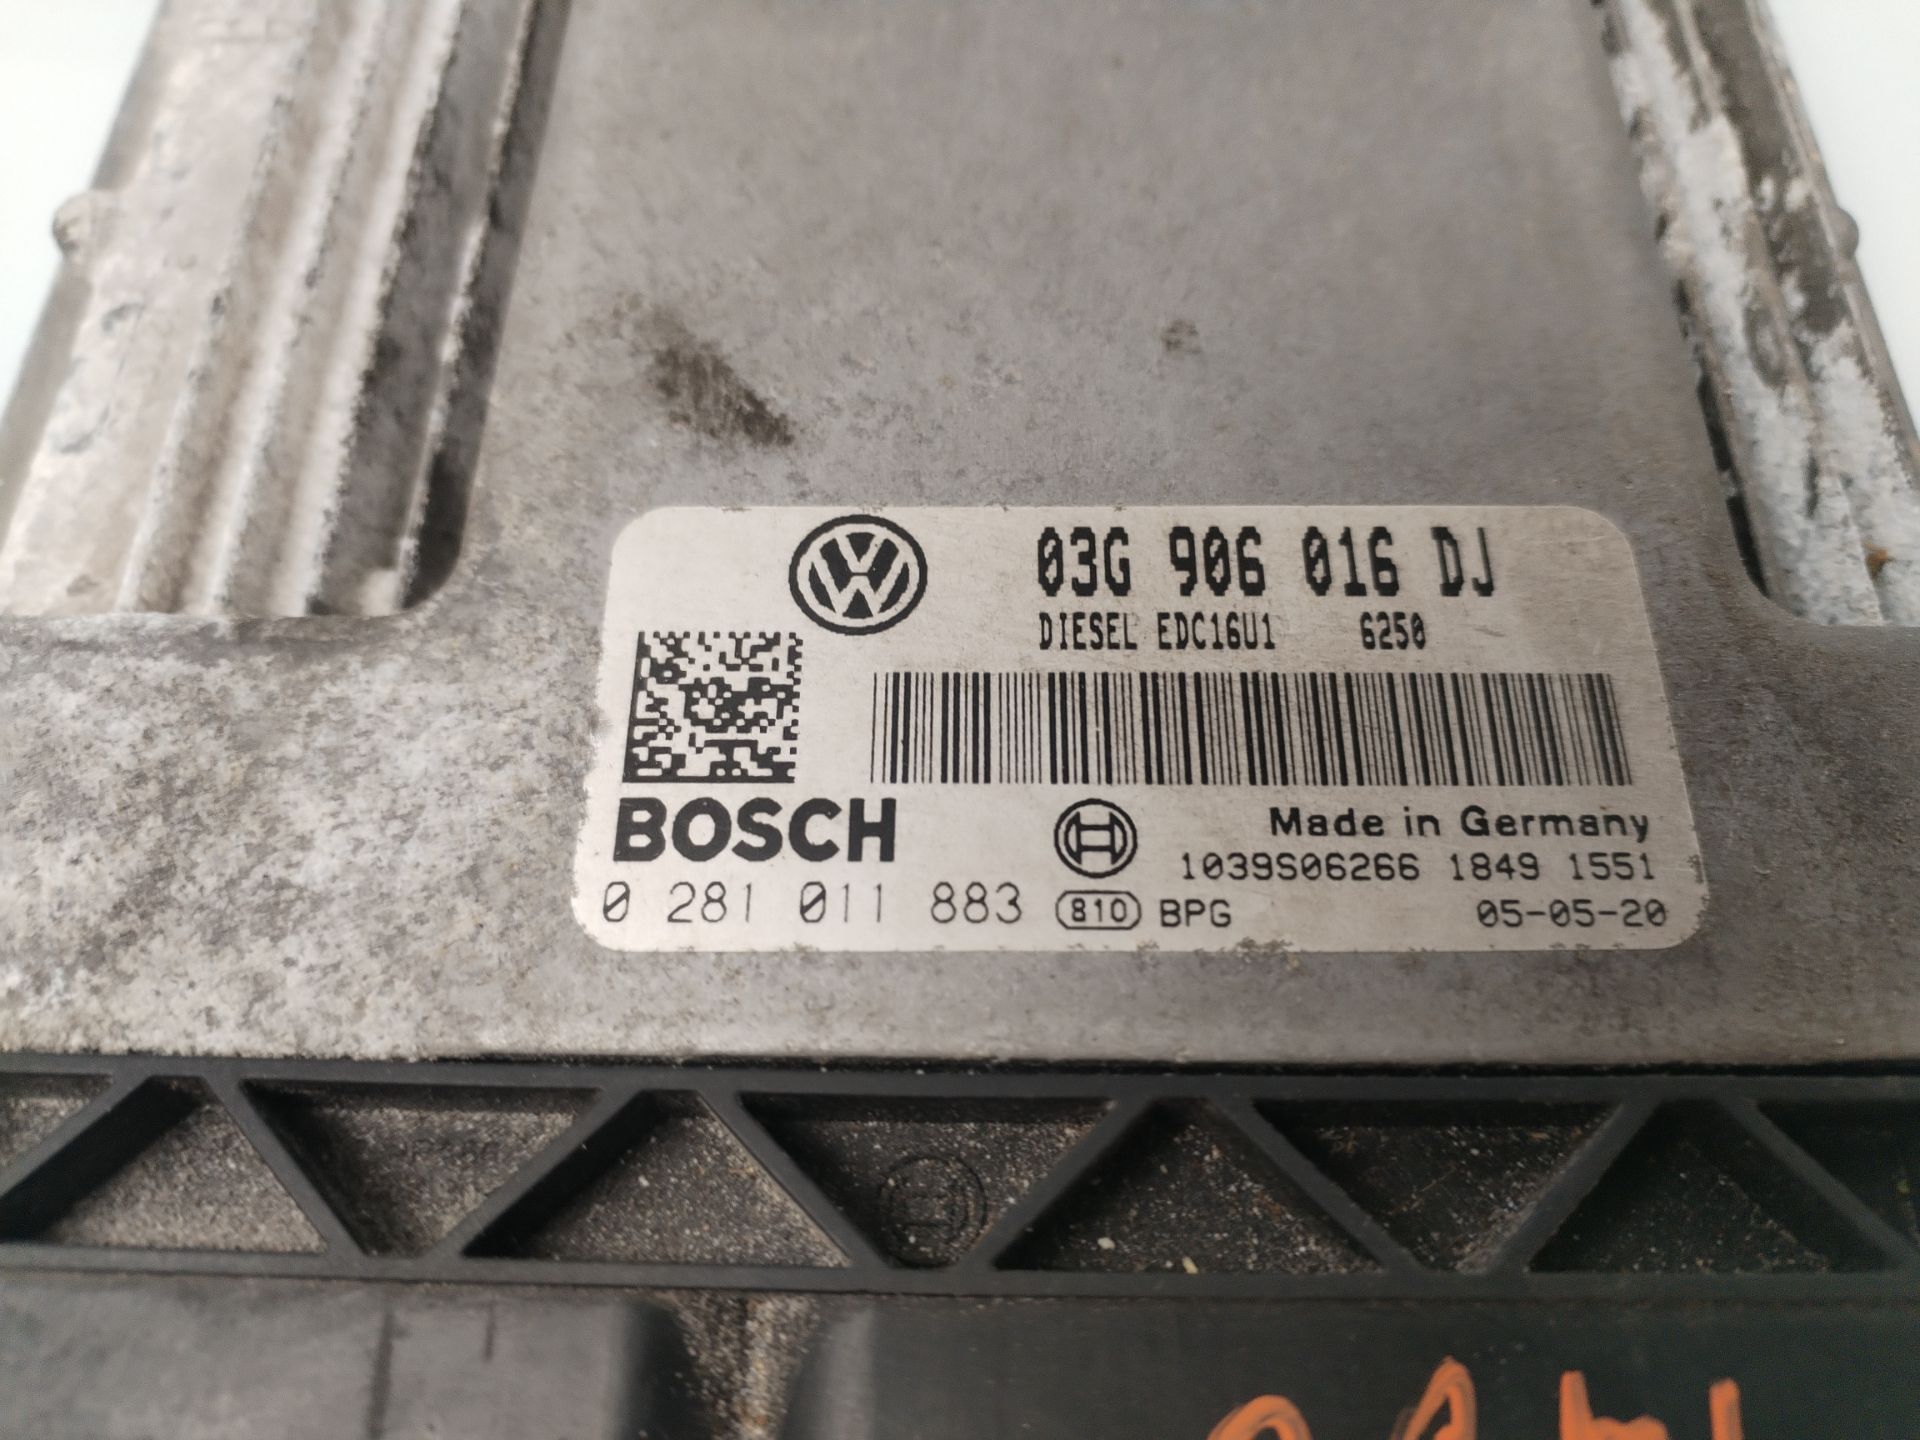 03G 906 016 DJ
DIESEL EDC16U1 6250
BOSCH
Made in Germany
1039S06266 1849 1551
0 281 011 883 810 BPG 05-05-20